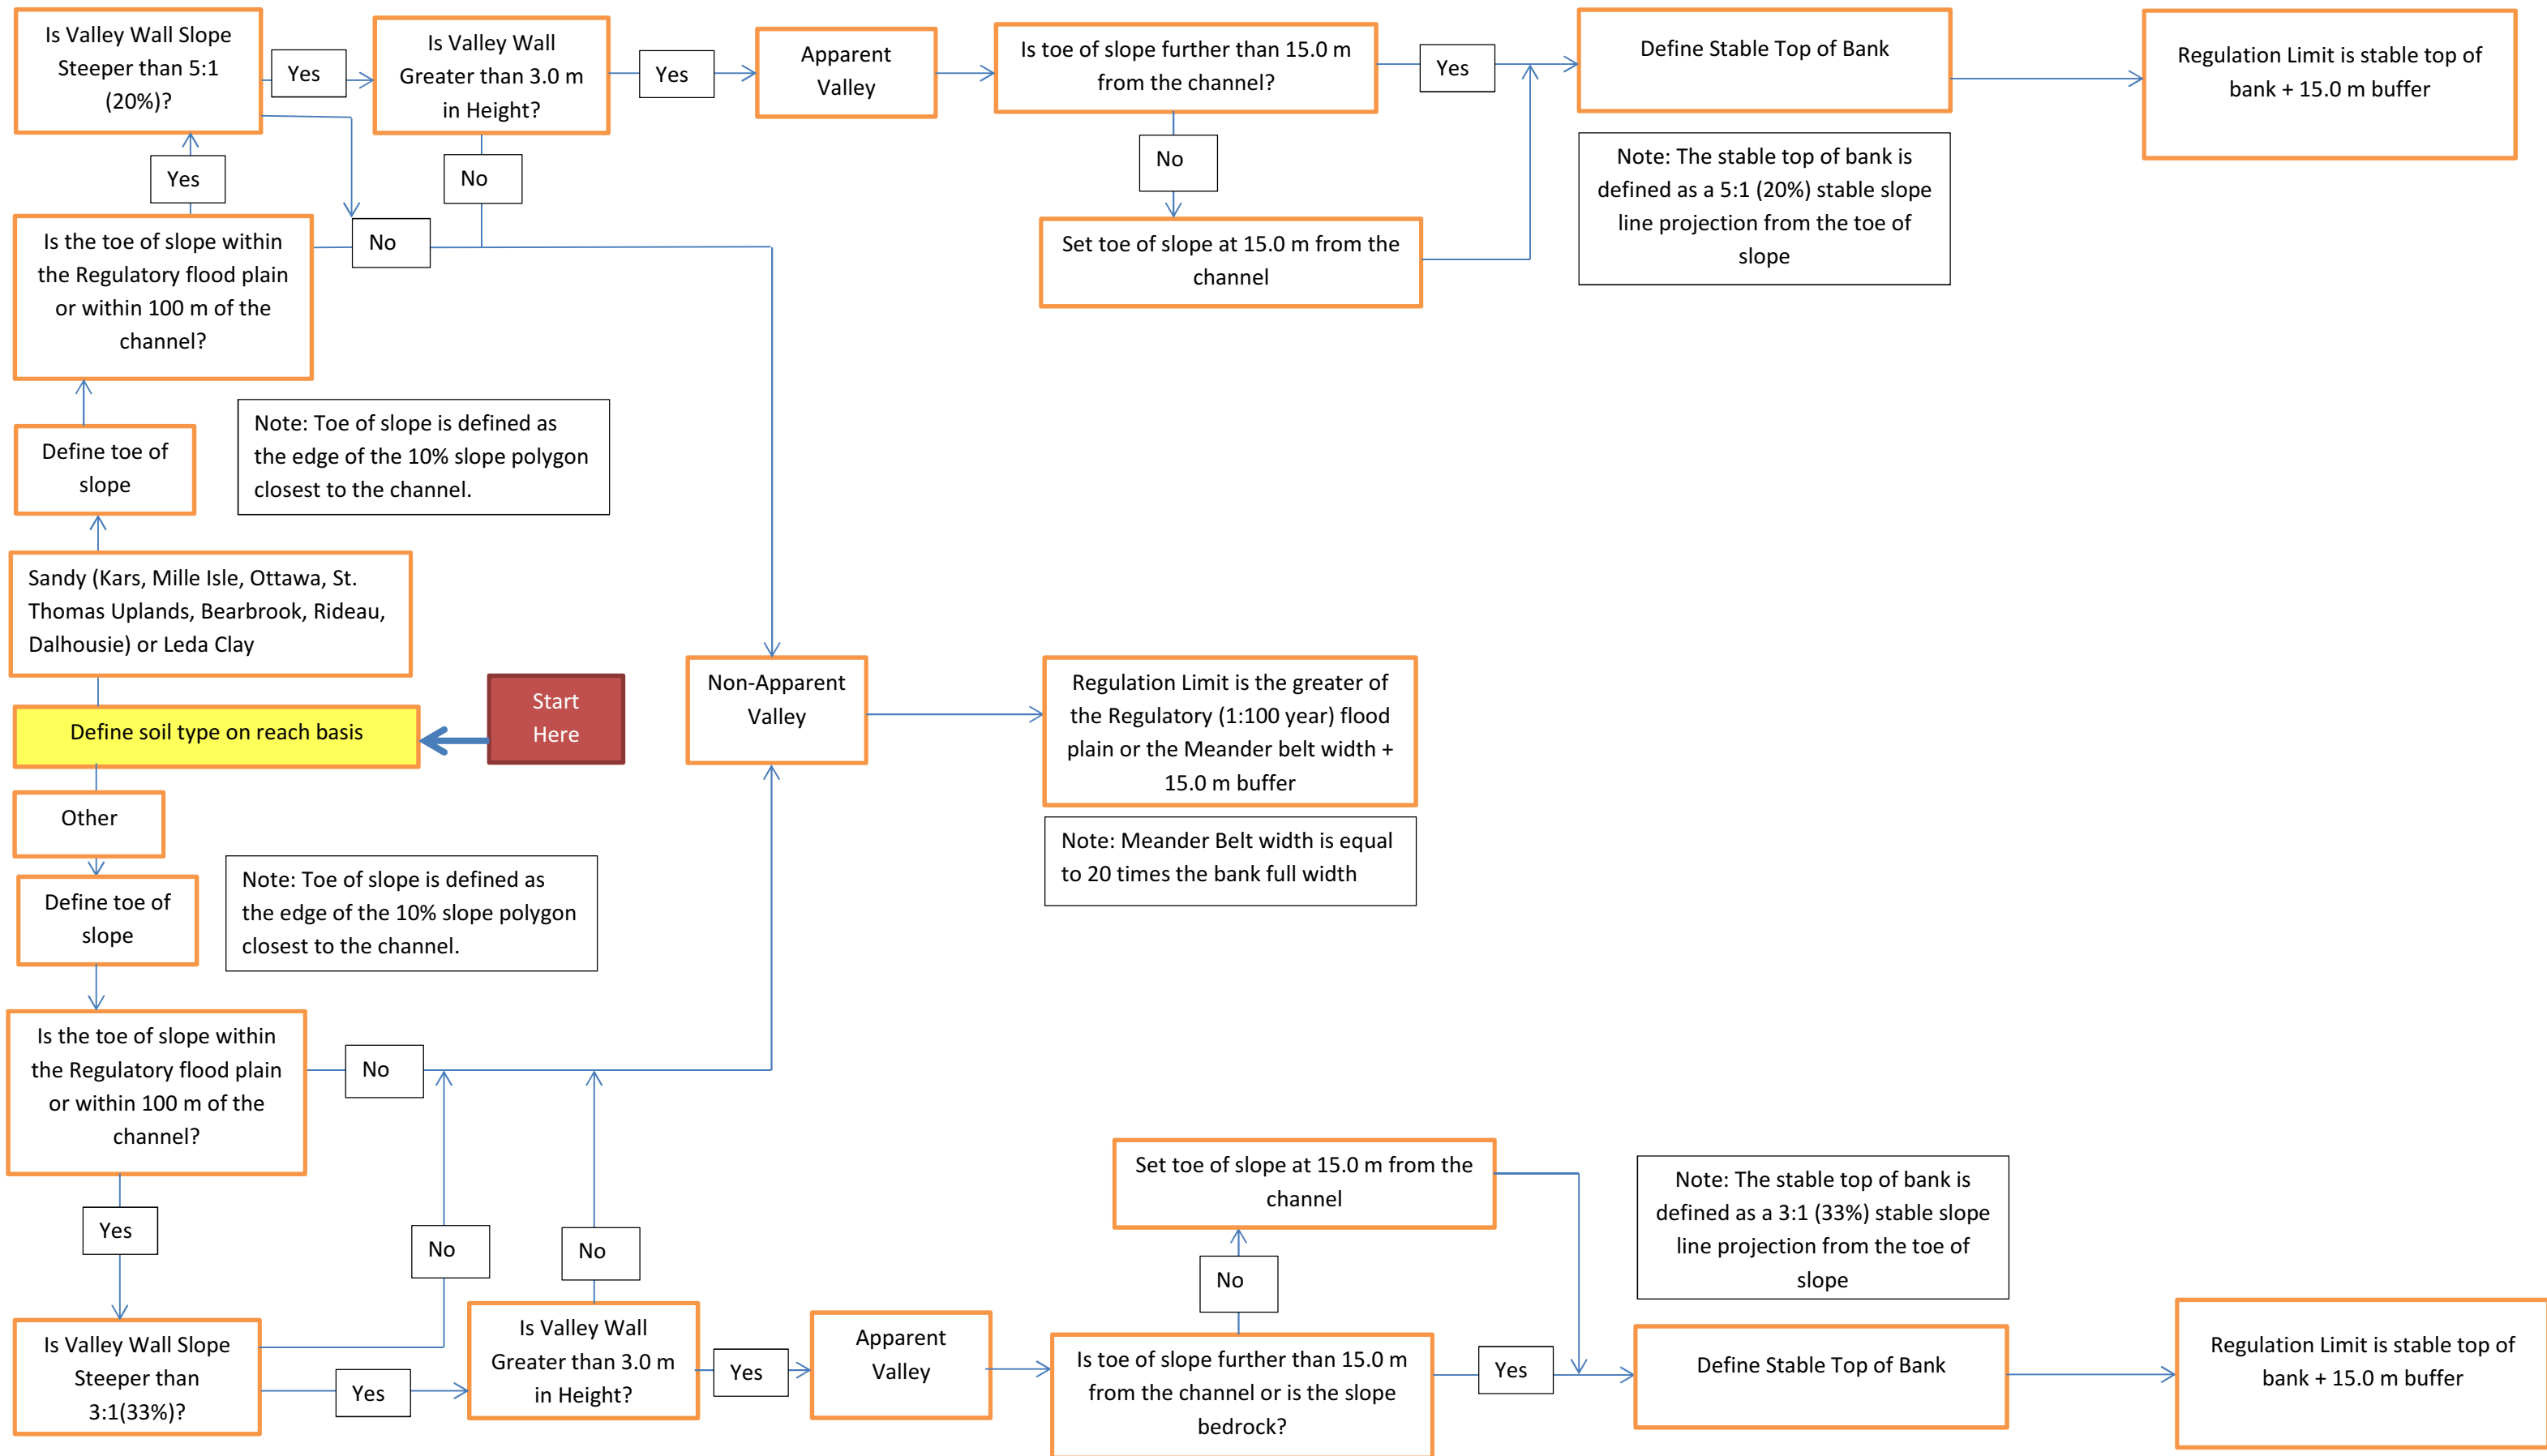 Is Valley Wall Slope
Steeper than 5:1
(20%)?
Yes
Is Valley Wall
Greater than 3.0 m
in Height?
Yes
Apparent
Valley
Is toe of slope further than 15.0 m
from the channel?
Yes
Define Stable Top of Bank
Regulation Limit is stable top of
bank + 15.0 m buffer
Yes
No
No
No
Set toe of slope at 15.0 m from the
channel
Note: The stable top of bank is
defined as a 5:1 (20%) stable slope
line projection from the toe of
slope
Is the toe of slope within
the Regulatory flood plain
or within 100 m of the
channel?
Define toe of
slope
Note: Toe of slope is defined as
the edge of the 10% slope polygon
closest to the channel.
Sandy (Kars, Mille Isle, Ottawa, St.
Thomas Uplands, Bearbrook, Rideau,
Dalhousie) or Leda Clay
Define soil type on reach basis
Start
Here
Non-Apparent
Valley
Regulation Limit is the greater of
the Regulatory (1:100 year) flood
plain or the Meander belt width +
15.0 m buffer
Note: Meander Belt width is equal
to 20 times the bank full width
Other
Define toe of
slope
Note: Toe of slope is defined as
the edge of the 10% slope polygon
closest to the channel.
Is the toe of slope within
the Regulatory flood plain
or within 100 m of the
channel?
No
Yes
No
No
Set toe of slope at 15.0 m from the
channel
No
Note: The stable top of bank is
defined as a 3:1 (33%) stable slope
line projection from the toe of
slope
Is Valley Wall Slope
Steeper than
3:1(33%)?
Yes
Is Valley Wall
Greater than 3.0 m
in Height?
Yes
Apparent
Valley
Is toe of slope further than 15.0 m
from the channel or is the slope
bedrock?
Yes
Define Stable Top of Bank
Regulation Limit is stable top of
bank + 15.0 m buffer